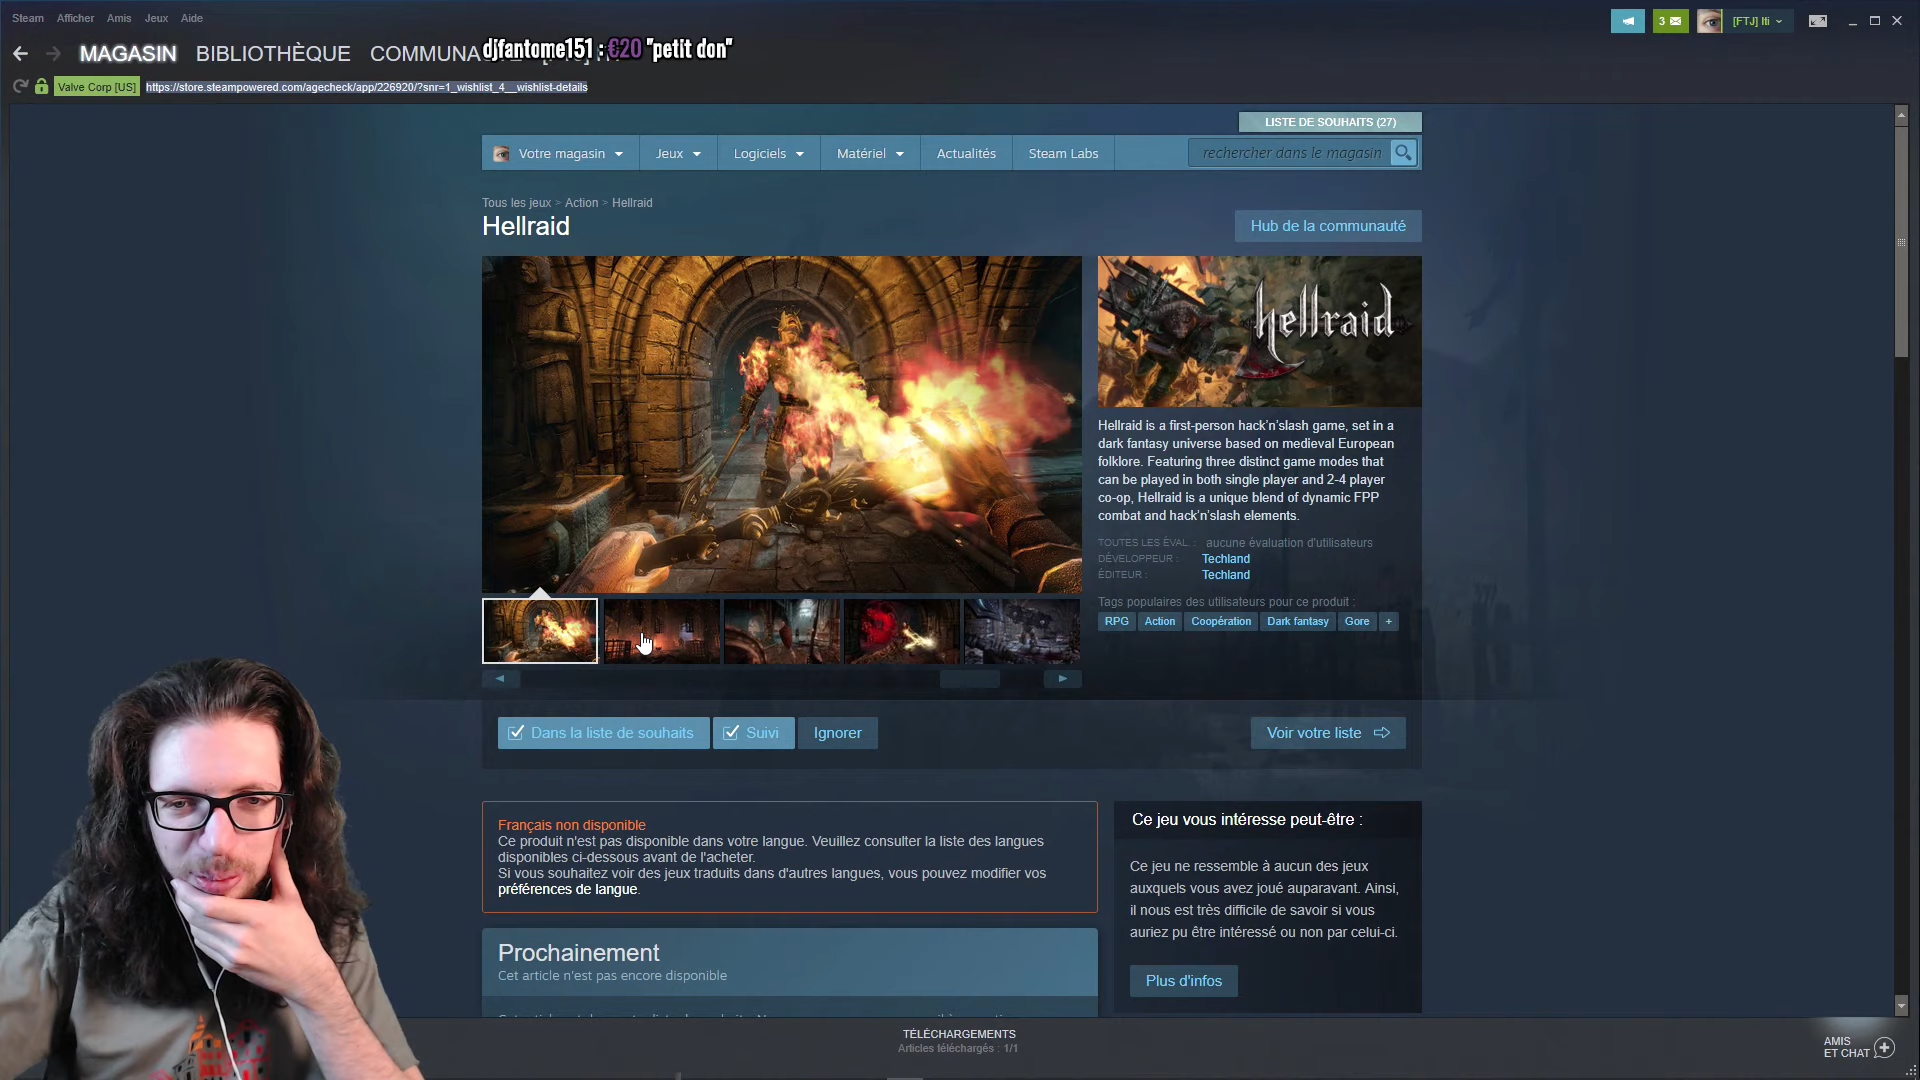 Steam Afficher Amis Jeux Aide
3 [FTJ] Iti
MAGASIN BIBLIOTHÈQUE COMMUNA
djfantome151 : €20 "petit don"
Valve Corp [US] https://store.steampowered.com/agecheck/app/226920/?snr=1_wishlist_4__wishlist-details
LISTE DE SOUHAITS (27)
Votre magasin Jeux Logiciels Matériel Actualités Steam Labs rechercher dans le magasin
Tous les jeux > Action > Hellraid
Hellraid
Hub de la communauté
hellraid
Hellraid is a first-person hack'n'slash game, set in a
dark fantasy universe based on medieval European
folklore. Featuring three distinct game modes that
can be played in both single player and 2-4 player
co-op, Hellraid is a unique blend of dynamic FPP
combat and hack'n'slash elements.
TOUTES LES ÉVAL. : aucune évaluation d'utilisateurs
DÉVELOPPEUR : Techland
ÉDITEUR : Techland
Tags populaires des utilisateurs pour ce produit :
RPG Action Coopération Dark fantasy Gore +
Dans la liste de souhaits Suivi Ignorer Voir votre liste
Français non disponible
Ce produit n'est pas disponible dans votre langue. Veuillez consulter la liste des langues
disponibles ci-dessous avant de l'acheter.
Si vous souhaitez voir des jeux traduits dans d'autres langues, vous pouvez modifier vos
préférences de langue.
Ce jeu vous intéresse peut-être :
Ce jeu ne ressemble à aucun des jeux
auxquels vous avez joué auparavant. Ainsi,
il nous est très difficile de savoir si vous
auriez pu être intéressé ou non par celui-ci.
Plus d'infos
Prochainement
Cet article n'est pas encore disponible
TÉLÉCHARGEMENTS
Articles téléchargés : 1/1
AMIS
ET CHAT